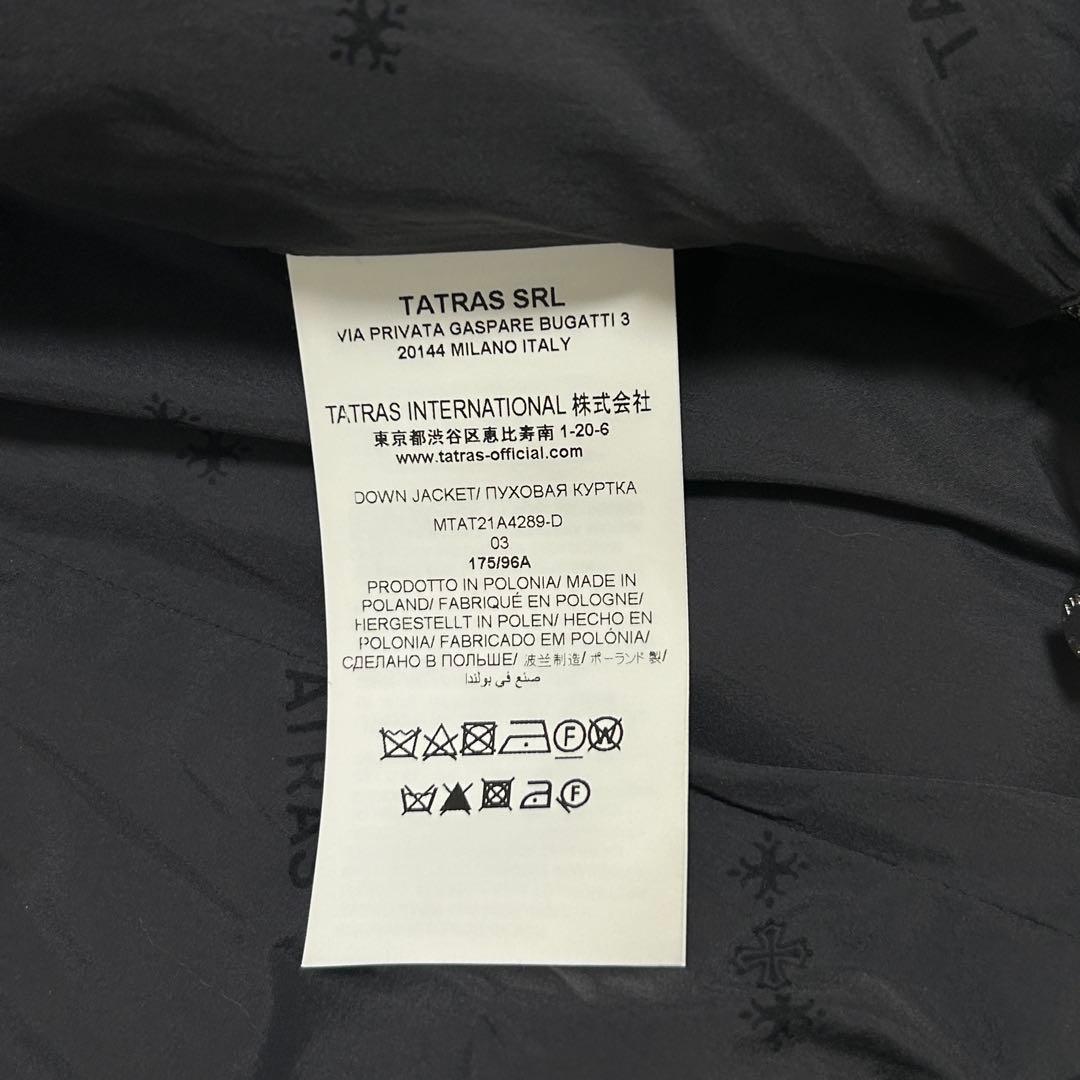 TATRAS SRL
VIA PRIVATA GASPARE BUGATTI 3
20144 MILANO ITALY
TATRAS INTERNATIONAL 株式会社
東京都渋谷区恵比寿南 1-20-6
www.tatras-official.com
DOWN JACKET/ ПУХОВАЯ КУРТКА
MTAT21A4289-D
03
175/96A
PRODOTTO IN POLONIA/ MADE IN
POLAND/ FABRIQUÉ EN POLOGNE/
HERGESTELLT IN POLEN/ HECHO EN
POLONIA/ FABRICADO EM POLÓNIA/
СДЕЛАНО В ПОЛЬШЕ/ 波兰制造/ ポーランド製/
صنع في بولندا
F W
F
TATRAS